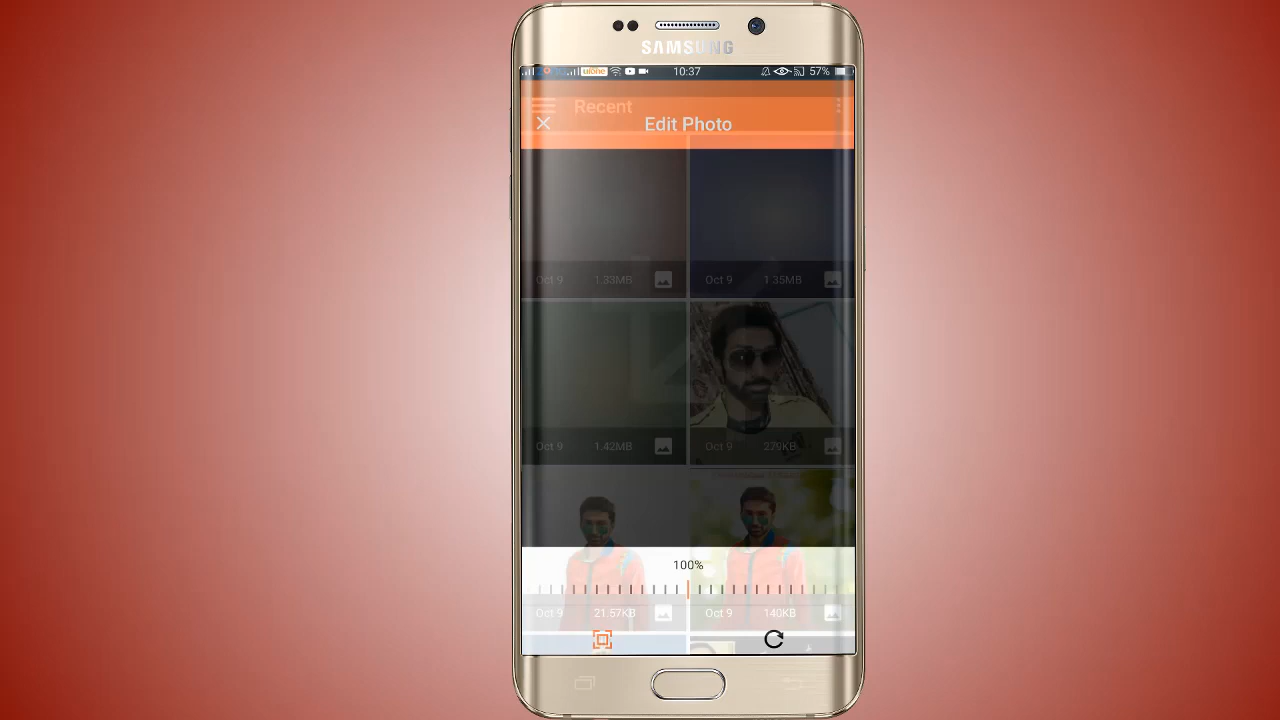 SAMSUNG
ufone 10:37 57%
Recent
Edit Photo
Oct 9 1.33MB Oct 9 1.35MB
Oct 9 1.42MB Oct 9 279KB
100%
Oct 9 21.57KB Oct 9 140KB